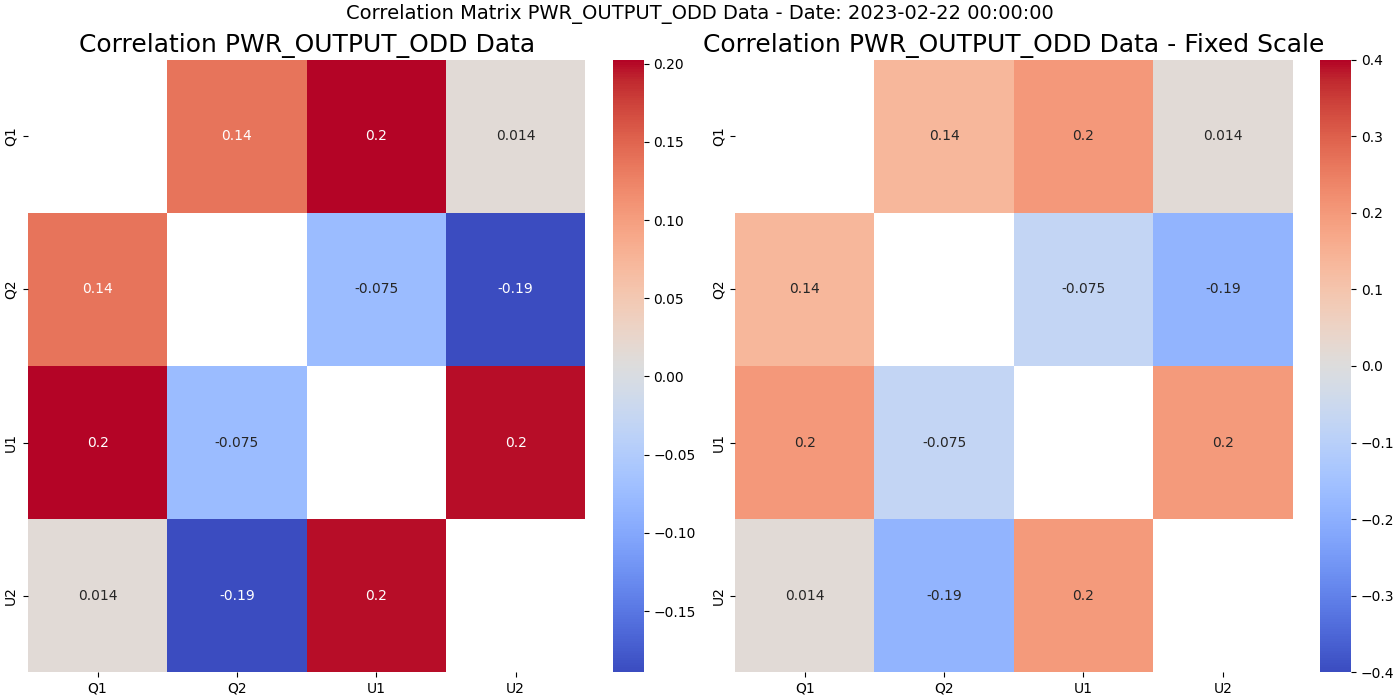 Correlation Matrix PWR_OUTPUT_ODD Data - Date: 2023-02-22 00:00:00
Correlation PWR_OUTPUT_ODD Data
Q1
0.14
0.2
0.014
Q2
0.14
-0.075
-0.19
U1
0.2
-0.075
0.2
U2
0.014
-0.19
0.2
Q1
Q2
U1
U2
0.20
0.15
0.10
0.05
0.00
−0.05
−0.10
−0.15
Correlation PWR_OUTPUT_ODD Data - Fixed Scale
Q1
0.14
0.2
0.014
Q2
0.14
-0.075
-0.19
U1
0.2
-0.075
0.2
U2
0.014
-0.19
0.2
Q1
Q2
U1
U2
0.4
0.3
0.2
0.1
0.0
−0.1
−0.2
−0.3
−0.4